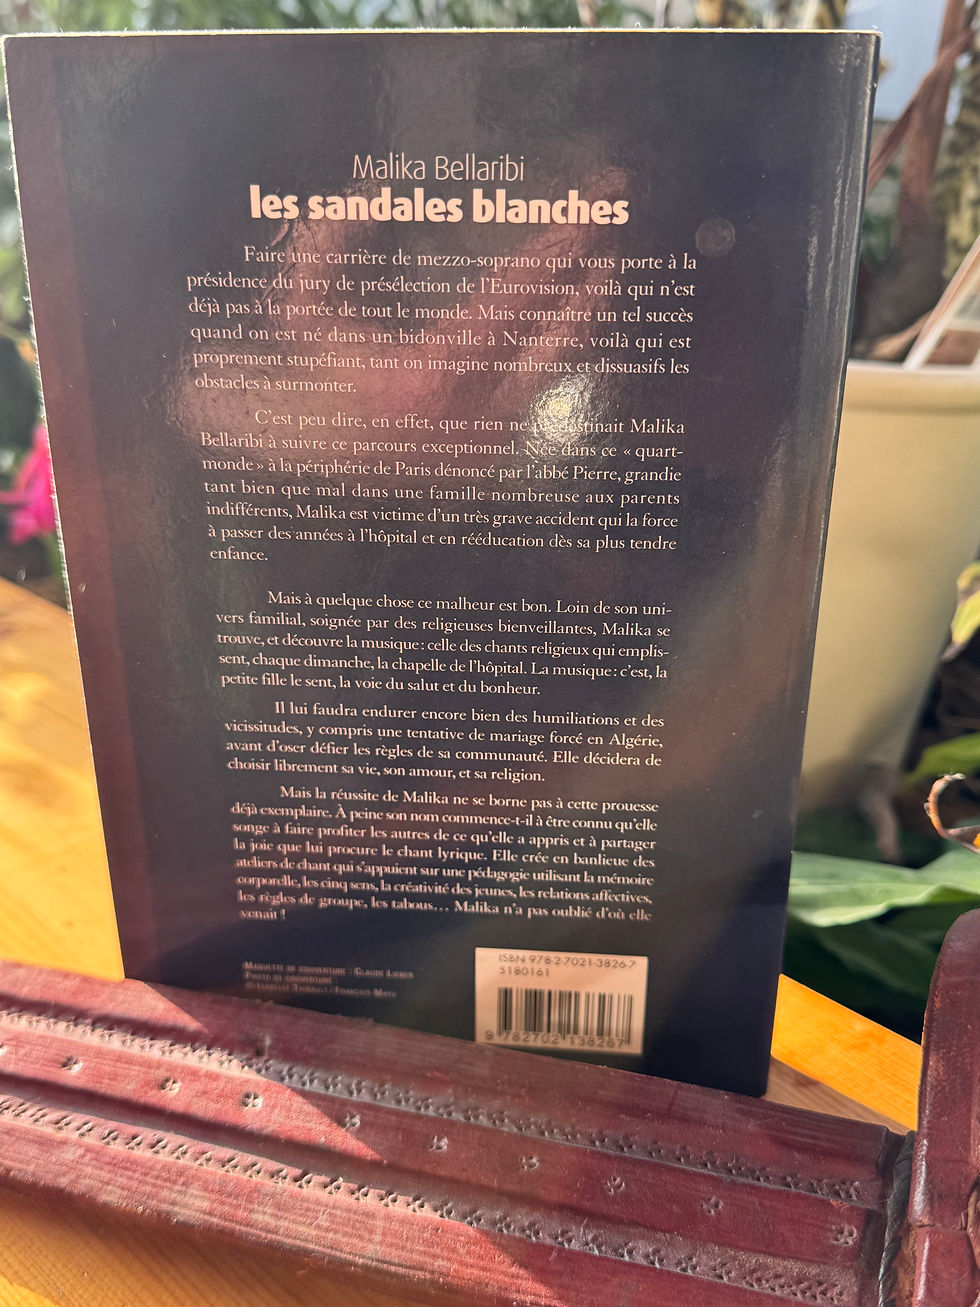 Malika Bellaribi
les sandales blanches
Faire une carrière de mezzo-soprano qui vous porte à la
présidence du jury de présélection de l'Eurovision, voilà qui n'est
déjà pas à la portée de tout le monde. Mais connaître un tel succès
quand on est né dans un bidonville à Nanterre, voilà qui est
proprement stupéfiant, tant on imagine nombreux et dissuasifs les
obstacles à surmonter.
C'est peu dire, en effet, que rien ne prédestinait Malika
Bellaribi à suivre ce parcours exceptionnel. Née dans ce « quart-
monde » à la périphérie de Paris dénoncé par l'abbé Pierre, grandie
tant bien que mal dans une famille nombreuse aux parents
indifférents, Malika est victime d'un très grave accident qui la force
à passer des années à l'hôpital et en rééducation dès sa plus tendre
enfance.
Mais à quelque chose ce malheur est bon. Loin de son uni-
vers familial, soignée par des religieuses bienveillantes, Malika se
trouve, et découvre la musique : celle des chants religieux qui emplis-
sent, chaque dimanche, la chapelle de l'hôpital. La musique : c'est, la
petite fille le sent, la voie du salut et du bonheur.
Il lui faudra endurer encore bien des humiliations et des
vicissitudes, y compris une tentative de mariage forcé en Algérie,
avant d'oser défier les règles de sa communauté. Elle décidera de
choisir librement sa vie, son amour, et sa religion.
Mais la réussite de Malika ne se borne pas à cette prouesse
déjà exemplaire. À peine son nom commence-t-il à être connu qu'elle
songe à faire profiter les autres de ce qu'elle a appris et à partager
la joie que lui procure le chant lyrique. Elle crée en banlieue des
ateliers de chant qui s'appuient sur une pédagogie utilisant la mémoire
corporelle, les cinq sens, la créativité des jeunes, les relations affectives,
les règles de groupe, les tabous... Malika n'a pas oublié d'où elle
venait !
MAQUETTE DE COUVERTURE : CLAUDE LIEBER
PHOTO DE COUVERTURE
ISBN 978-2-7021-3826-7
5180161
9 782702 138267